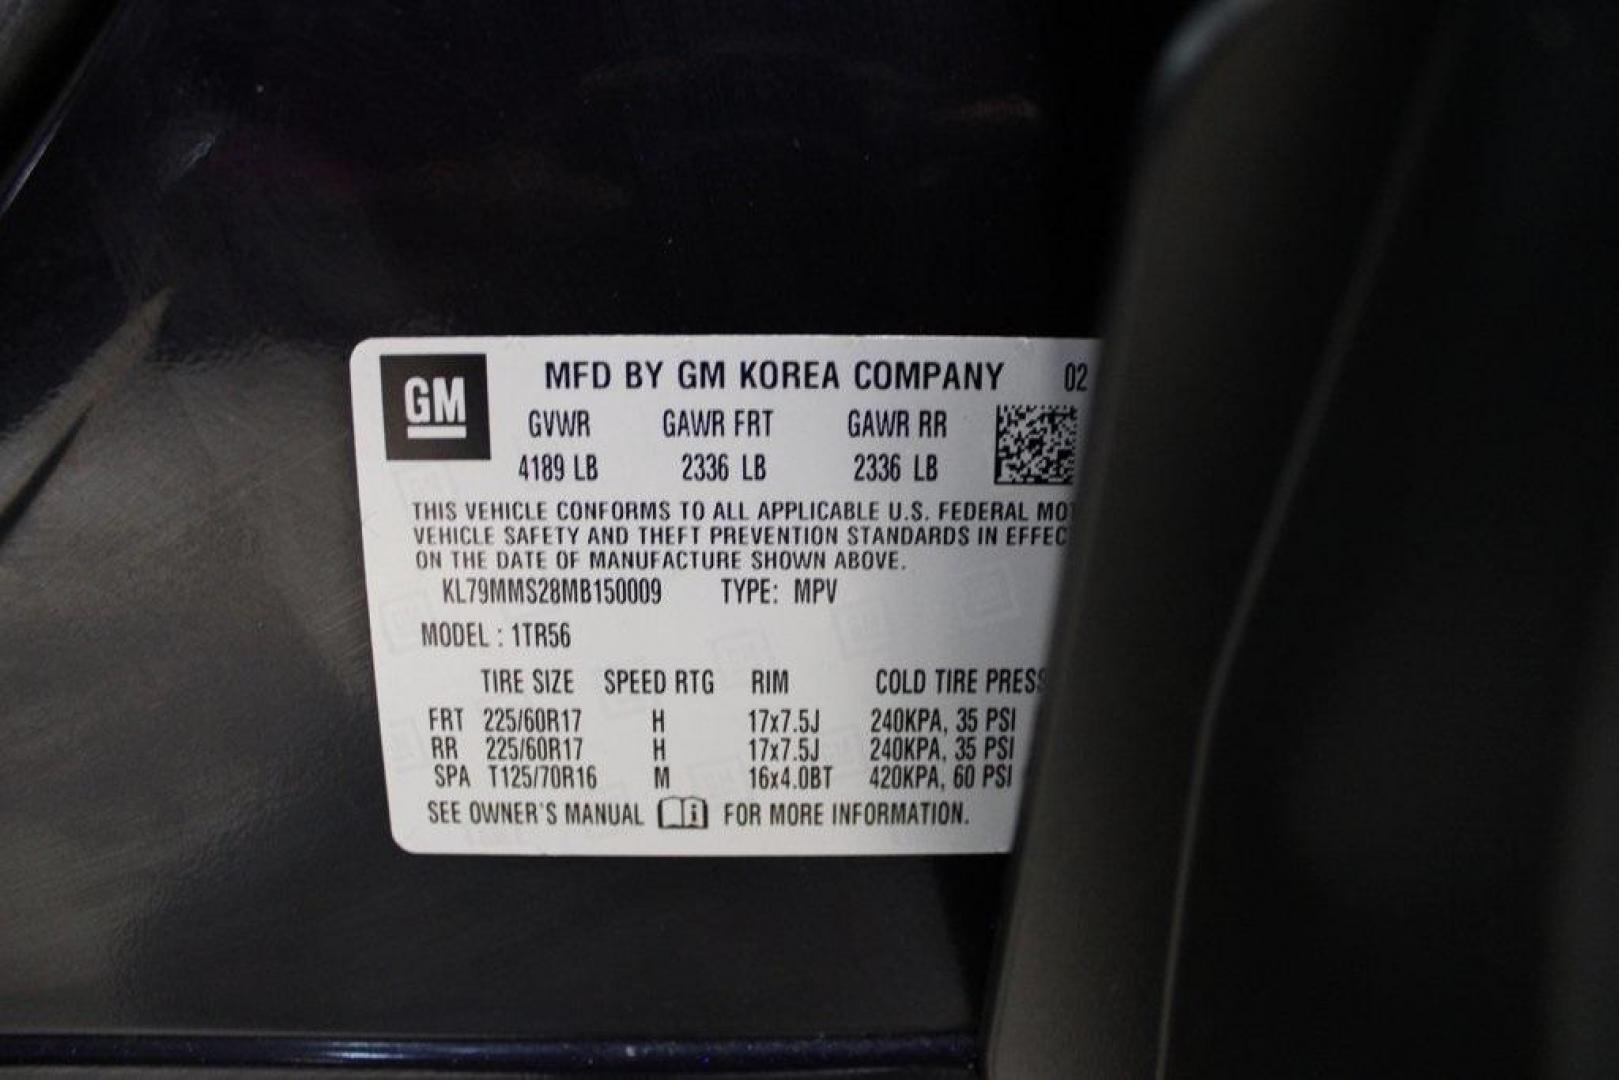 GM
MFD BY GM KOREA COMPANY 02
GVWR GAWR FRT GAWR RR
4189 LB 2336 LB 2336 LB
THIS VEHICLE CONFORMS TO ALL APPLICABLE U.S. FEDERAL MOT
VEHICLE SAFETY AND THEFT PREVENTION STANDARDS IN EFFEC
ON THE DATE OF MANUFACTURE SHOWN ABOVE.
KL79MMS28MB150009 TYPE: MPV
MODEL : 1TR56
TIRE SIZE SPEED RTG RIM COLD TIRE PRESS
FRT 225/60R17 H 17x7.5J 240KPA, 35 PSI
RR 225/60R17 H 17x7.5J 240KPA, 35 PSI
SPA T125/70R16 M 16x4.0BT 420KPA, 60 PSI
SEE OWNER'S MANUAL i FOR MORE INFORMATION.